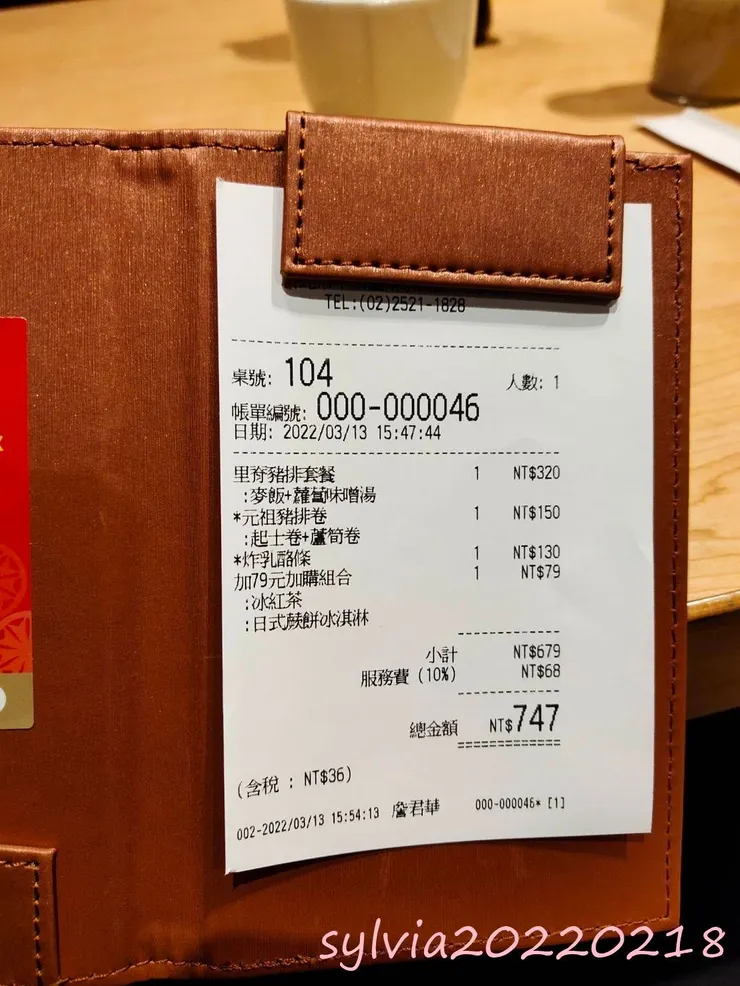 TEL:(02)2521-1828
桌號: 104 人數: 1
帳單編號: 000-000046
日期: 2022/03/13 15:47:44
里脊豬排套餐 1 NT$320
:麥飯+蘿蔔味噌湯
*元祖豬排卷 1 NT$150
:起士卷+蘆筍卷
*炸乳酪條 1 NT$130
加79元加購組合 1 NT$79
:冰紅茶
:日式蕨餅冰淇淋
小計 NT$679
服務費 (10%) NT$68
總金額 NT$747
(含稅 : NT$36)
002-2022/03/13 15:54:13 詹君華 000-000046* [1]
sylvia20220218